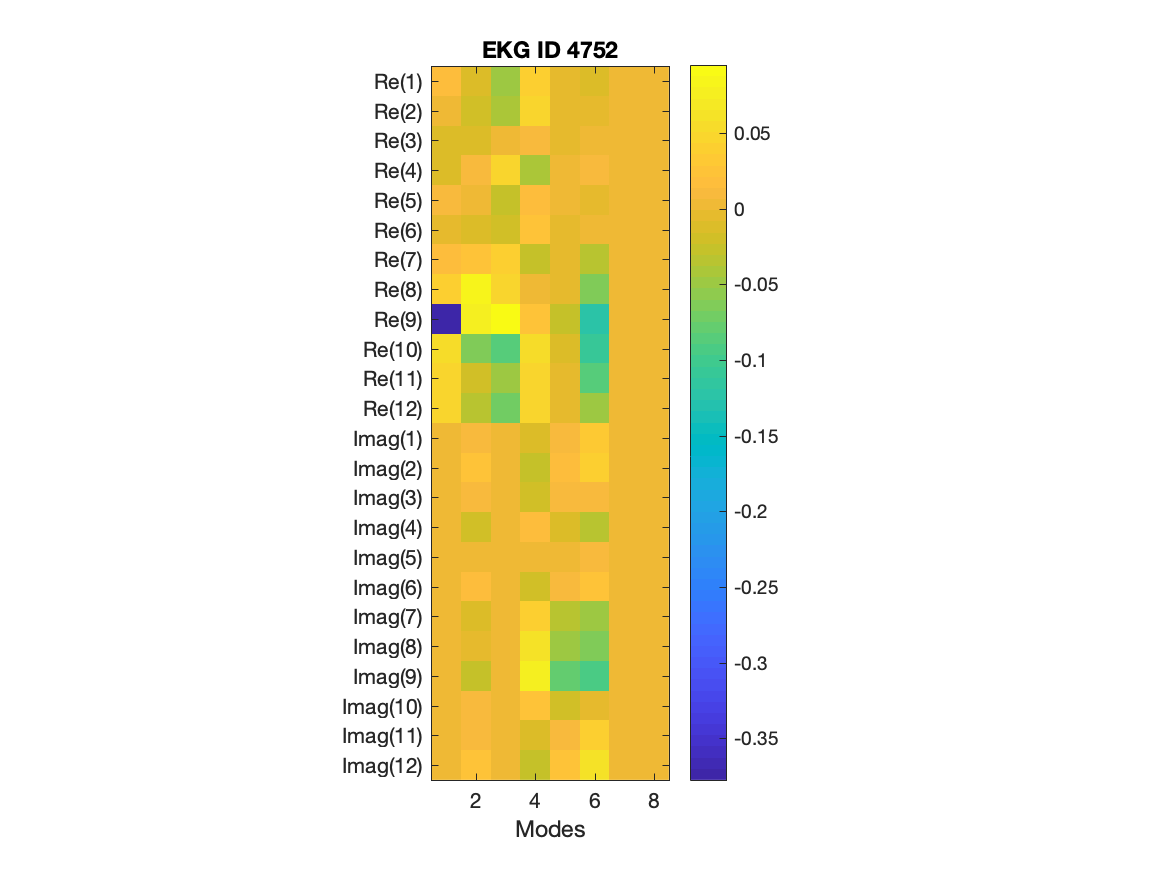 EKG ID 4752
Re(1)
Re(2)
Re(3)
Re(4)
Re(5)
Re(6)
Re(7)
Re(8)
Re(9)
Re(10)
Re(11)
Re(12)
Imag(1)
Imag(2)
Imag(3)
Imag(4)
Imag(5)
Imag(6)
Imag(7)
Imag(8)
Imag(9)
Imag(10)
Imag(11)
Imag(12)
2 4 6 8
Modes
0.05
0
-0.05
-0.1
-0.15
-0.2
-0.25
-0.3
-0.35